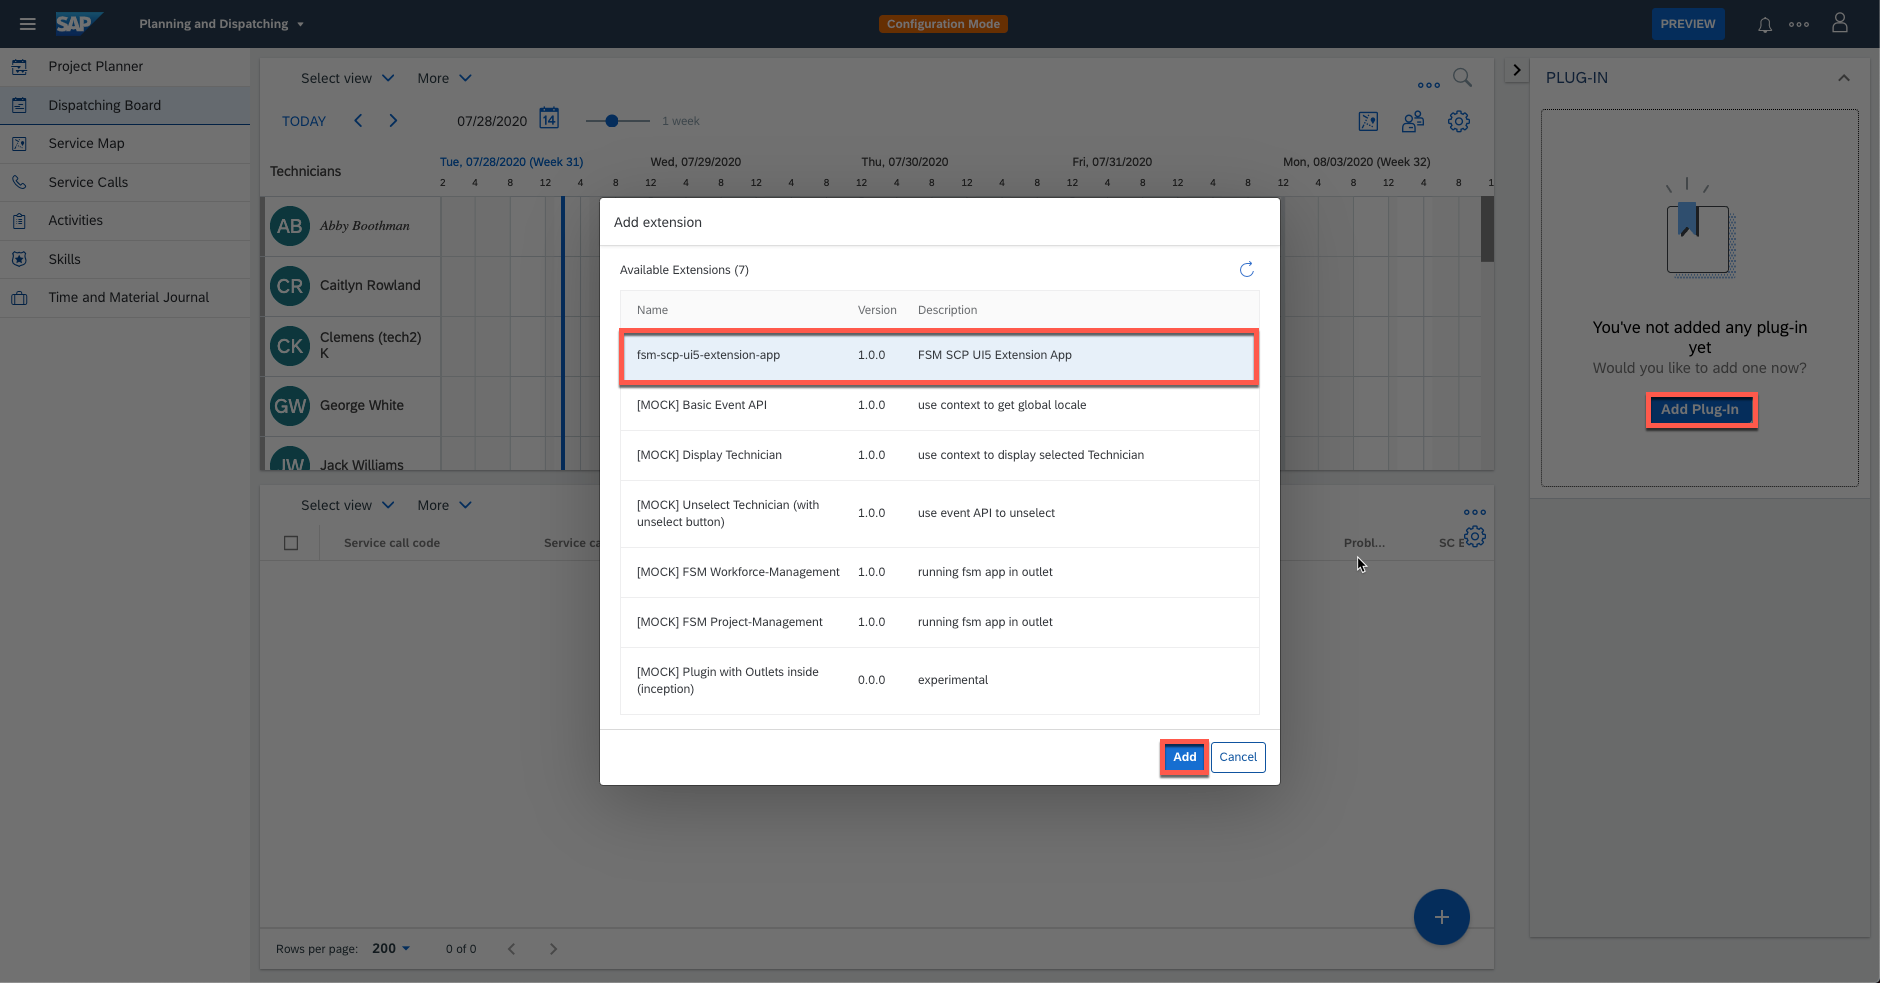 SAP
Planning and Dispatching
Configuration Mode
PREVIEW
Project Planner
Dispatching Board
Service Map
Service Calls
Activities
Skills
Time and Material Journal
Select view
More
TODAY
07/28/2020
14
1 week
Technicians
Tue, 07/28/2020 (Week 31)
Wed, 07/29/2020
Thu, 07/30/2020
Fri, 07/31/2020
Mon, 08/03/2020 (Week 32)
2 4 8 12 4 8 12 4 8 12 4 8 12 4 8 12 4 8 12 4 8 12 4 8 12 4 8 12 4 8 1
AB Abby Boothman
CR Caitlyn Rowland
CK Clemens (tech2)
K
GW George White
JW Jack Williams
Select view
More
Service call code
Service ca
Probl...
SC E
Rows per page: 200
0 of 0
Add extension
Available Extensions (7)
Name Version Description
fsm-scp-ui5-extension-app 1.0.0 FSM SCP UI5 Extension App
[MOCK] Basic Event API 1.0.0 use context to get global locale
[MOCK] Display Technician 1.0.0 use context to display selected Technician
[MOCK] Unselect Technician (with
unselect button) 1.0.0 use event API to unselect
[MOCK] FSM Workforce-Management 1.0.0 running fsm app in outlet
[MOCK] FSM Project-Management 1.0.0 running fsm app in outlet
[MOCK] Plugin with Outlets inside
(inception) 0.0.0 experimental
Add
Cancel
PLUG-IN
You've not added any plug-in
yet
Would you like to add one now?
Add Plug-In